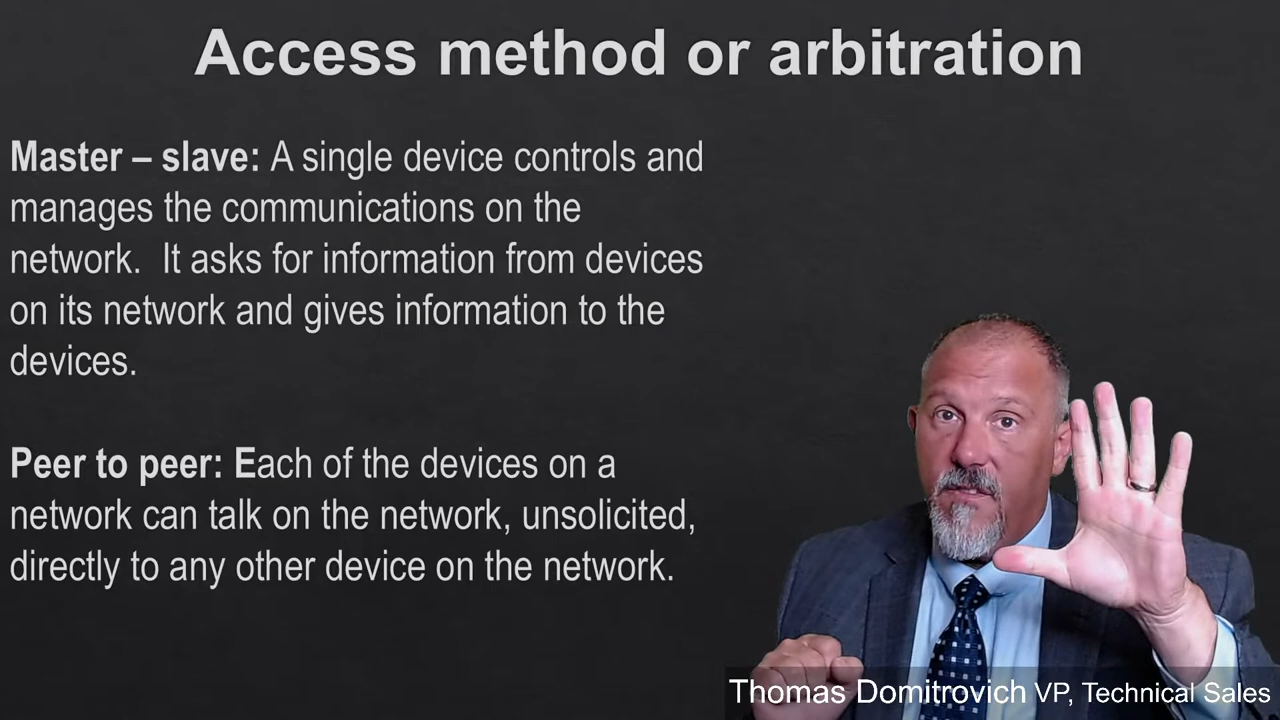 Access method or arbitration
Master – slave: A single device controls and
manages the communications on the
network.  It asks for information from devices
on its network and gives information to the
devices.
Peer to peer: Each of the devices on a
network can talk on the network, unsolicited,
directly to any other device on the network.
Thomas Domitrovich VP, Technical Sales